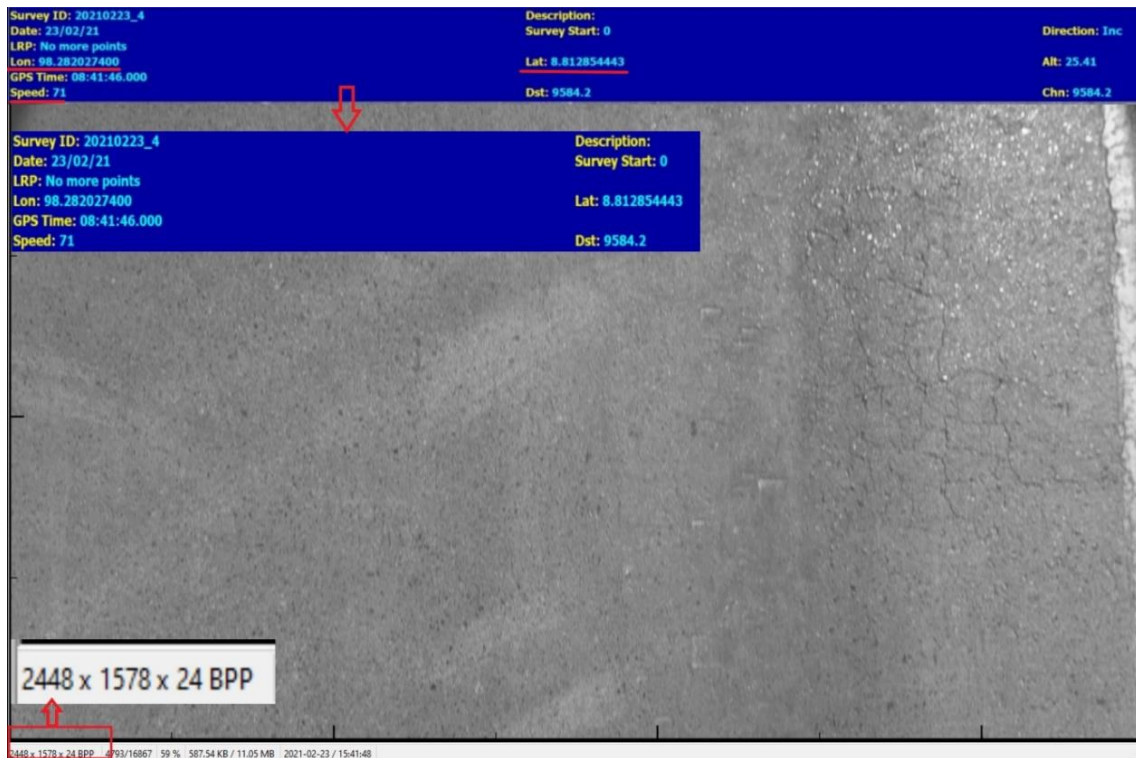 Survey ID: 20210223_4 Description:
Date: 23/02/21 Survey Start: 0 Direction: Inc
LRP: No more points
Lon: 98.282027400 Lat: 8.812854443 Alt: 25.41
GPS Time: 08:41:46.000
Speed: 71 Dst: 9584.2 Chn: 9584.2
Survey ID: 20210223_4 Description:
Date: 23/02/21 Survey Start: 0
LRP: No more points
Lon: 98.282027400 Lat: 8.812854443
GPS Time: 08:41:46.000
Speed: 71 Dst: 9584.2
2448 x 1578 x 24 BPP
2448 x 1578 x 24 BPP 4793/16867 59 % 587.54 KB / 11.05 MB 2021-02-23 / 15:41:48